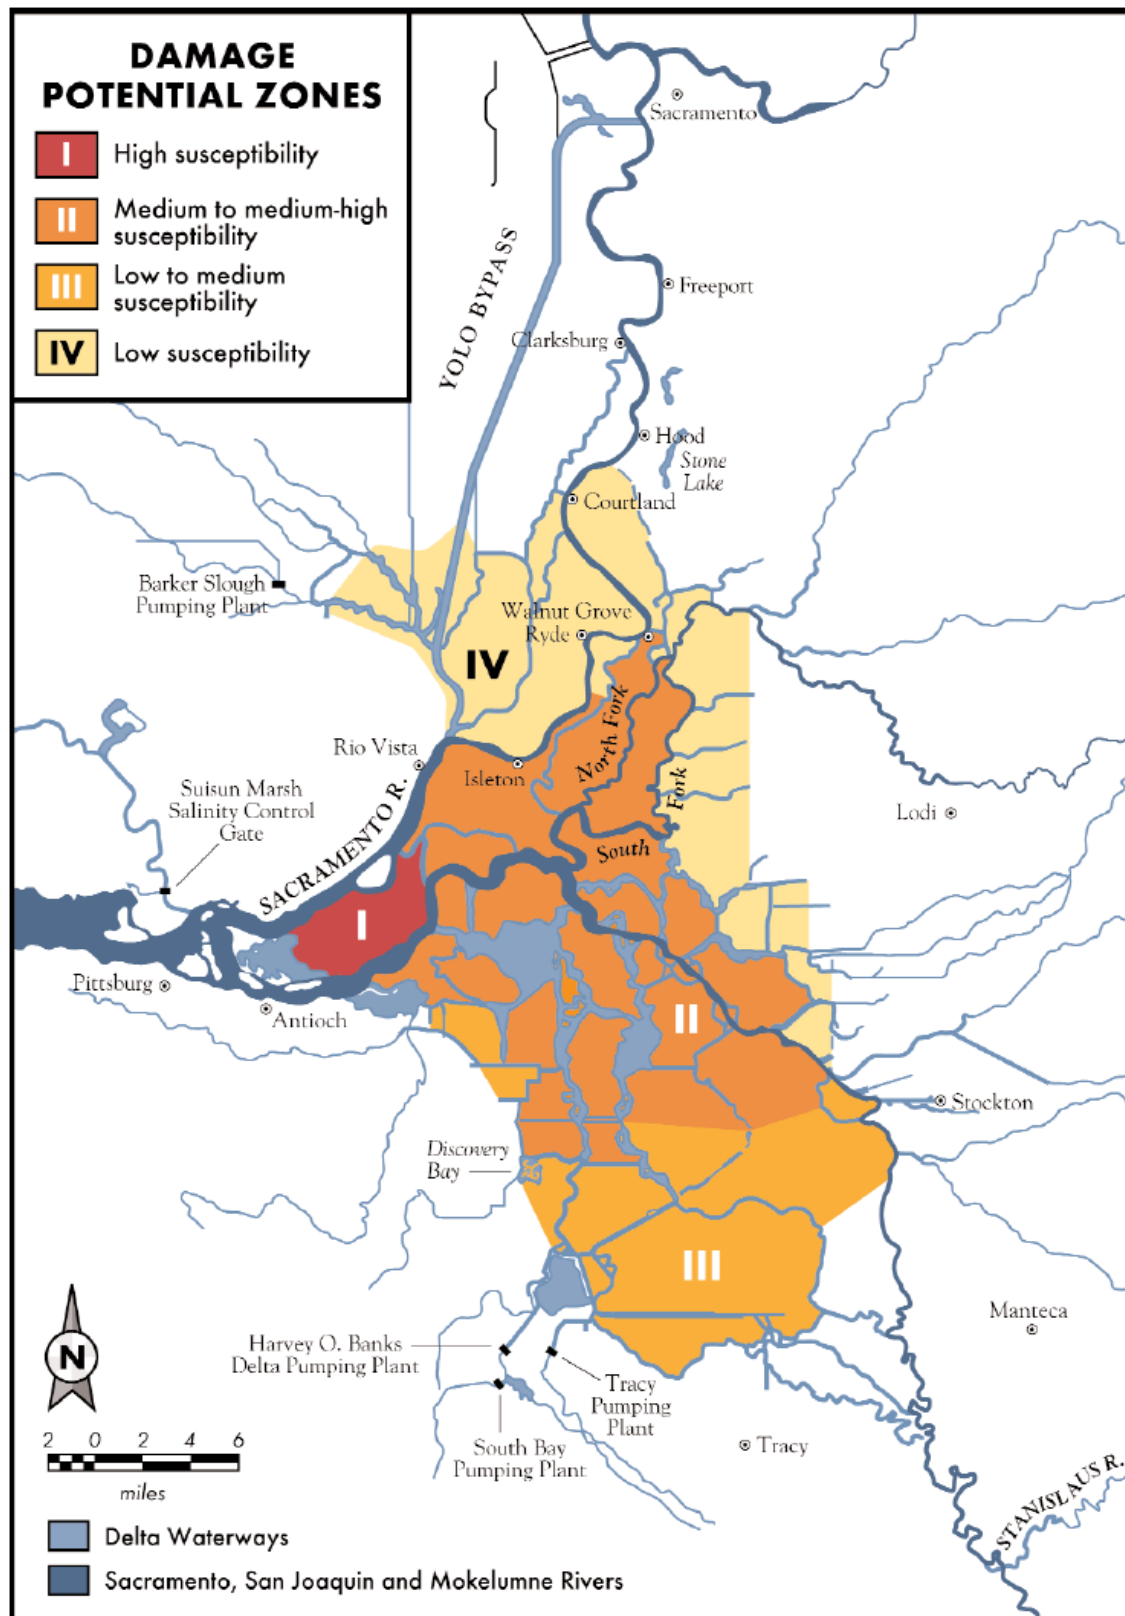 DAMAGE
POTENTIAL ZONES
I
High susceptibility
II
Medium to medium-high
susceptibility
III
Low to medium
susceptibility
IV
Low susceptibility
Sacramento
YOLO BYPASS
Freeport
Clarksburg
Hood
Stone
Lake
Courtland
Barker Slough
Pumping Plant
Walnut Grove
Ryde
IV
North Fork
Rio Vista
Isleton
Fork
South
Suisun Marsh
Salinity Control
Gate
SACRAMENTO R.
Lodi
I
Pittsburg
Antioch
II
Stockton
Discovery
Bay
III
Manteca
Harvey O. Banks
Delta Pumping Plant
Tracy
Pumping
Plant
South Bay
Pumping Plant
Tracy
STANISLAUS R.
N
2 0 2 4 6
miles
Delta Waterways
Sacramento, San Joaquin and Mokelumne Rivers